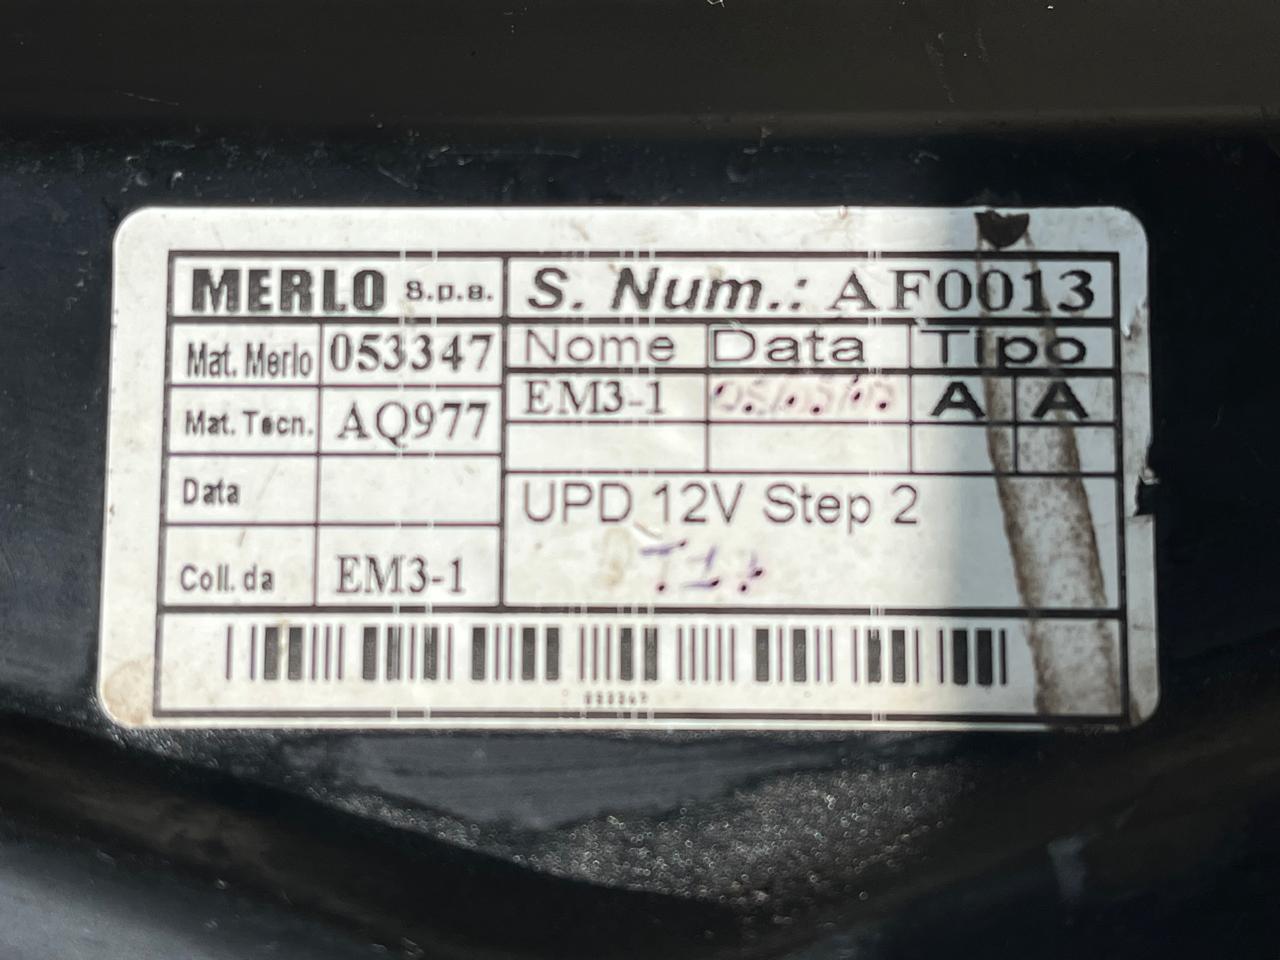 MERLO S.p.a. S. Num.: AF0013
Mat. Merlo 053347 Nome Data Tipo
Mat. Tecn. AQ977 EM3-1 A A
Data
UPD 12V Step 2
Coll. da EM3-1
053347